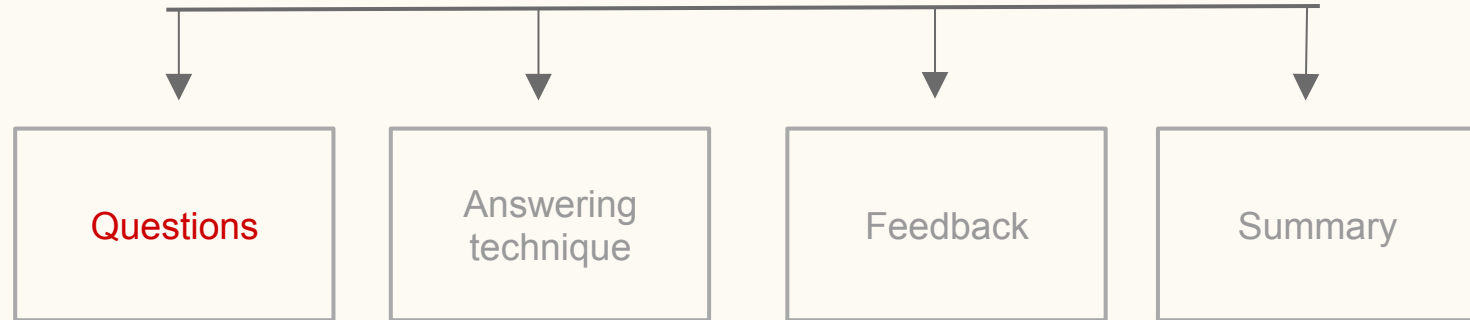 Questions
Answering
technique
Feedback
Summary